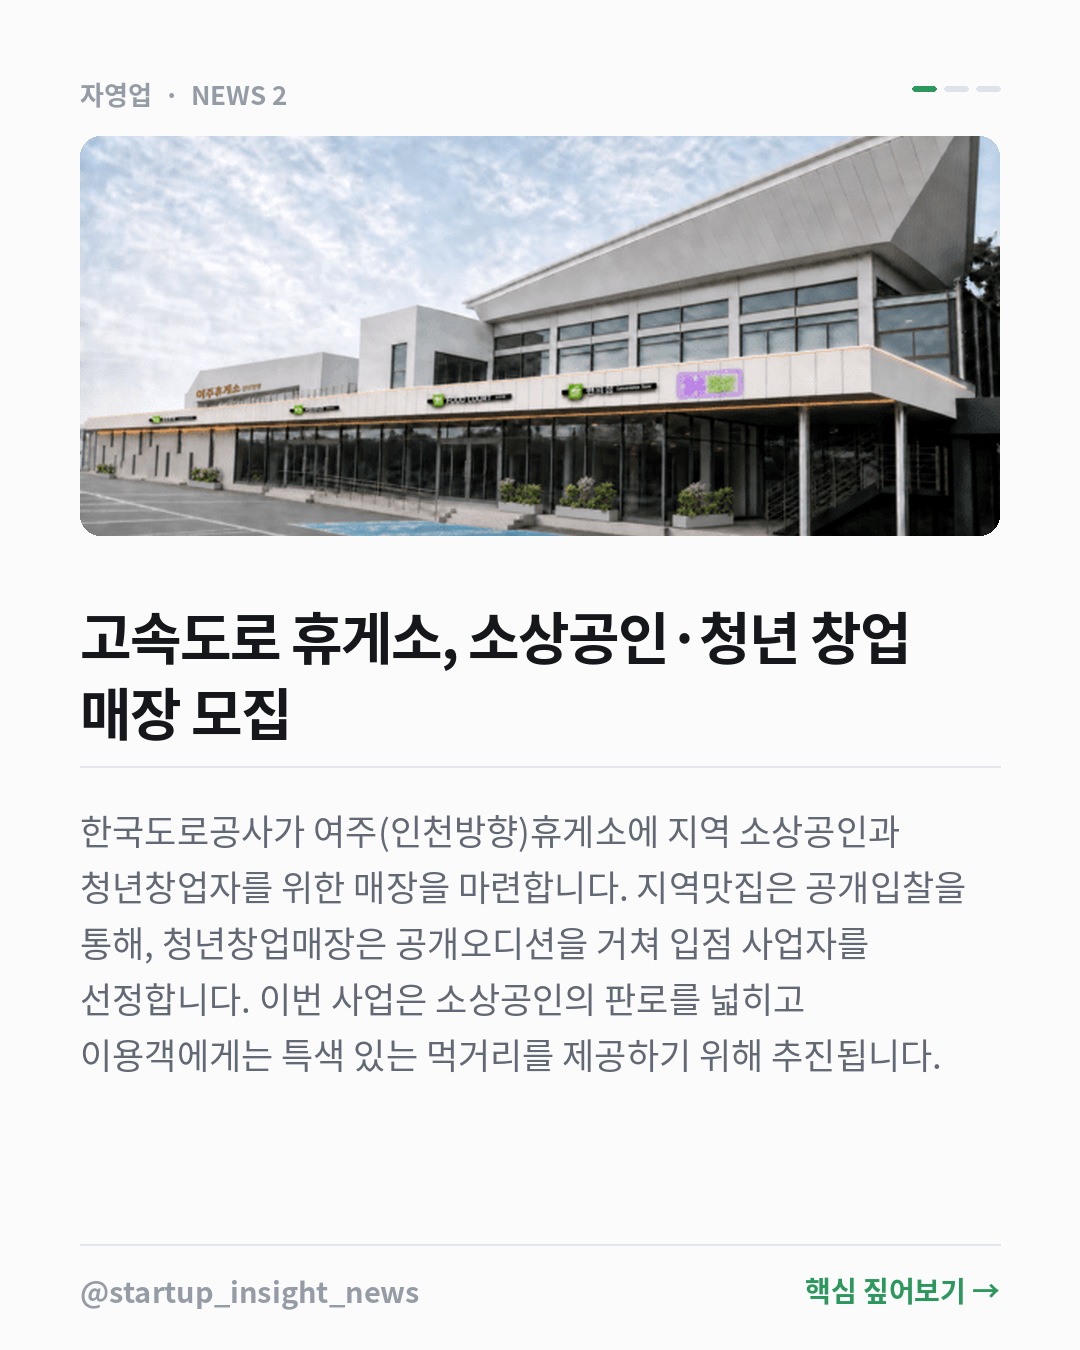 자영업 · NEWS 2
여주휴게소
FOOD COURT
고속도로 휴게소, 소상공인·청년 창업
매장 모집
한국도로공사가 여주(인천방향)휴게소에 지역 소상공인과
청년창업자를 위한 매장을 마련합니다. 지역맛집은 공개입찰을
통해, 청년창업매장은 공개오디션을 거쳐 입점 사업자를
선정합니다. 이번 사업은 소상공인의 판로를 넓히고
이용객에게는 특색 있는 먹거리를 제공하기 위해 추진됩니다.
@startup_insight_news
핵심 짚어보기 →